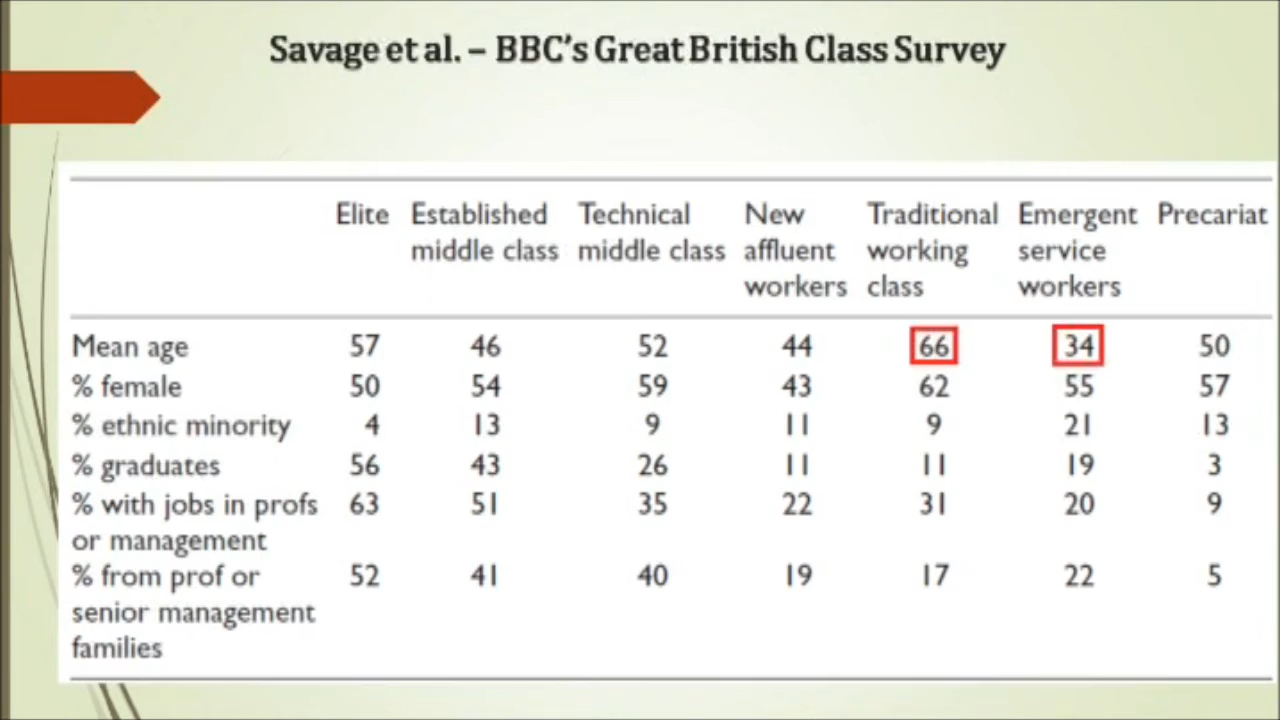 Savage et al. – BBC's Great British Class Survey
Elite Established Technical New Traditional Emergent Precariat
middle class middle class affluent working service
workers class workers
Mean age 57 46 52 44 66 34 50
% female 50 54 59 43 62 55 57
% ethnic minority 4 13 9 11 9 21 13
% graduates 56 43 26 11 11 19 3
% with jobs in profs 63 51 35 22 31 20 9
or management
% from prof or 52 41 40 19 17 22 5
senior management
families